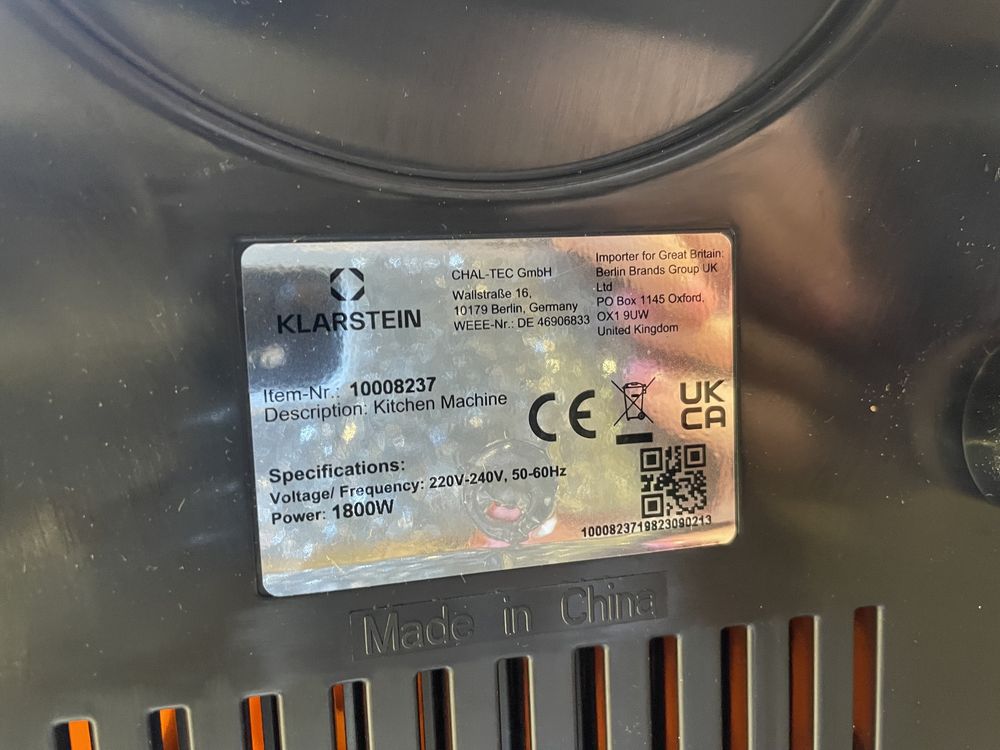 KLARSTEIN
CHAL-TEC GmbH
Wallstraße 16,
10179 Berlin, Germany
WEEE-Nr.: DE 46906833
Importer for Great Britain:
Berlin Brands Group UK
Ltd
PO Box 1145 Oxford,
OX1 9UW
United Kingdom
Item-Nr.: 10008237
Description: Kitchen Machine
CE
UK
CA
Specifications:
Voltage/ Frequency: 220V-240V, 50-60Hz
Power: 1800W
1000823719823090213
Made in China